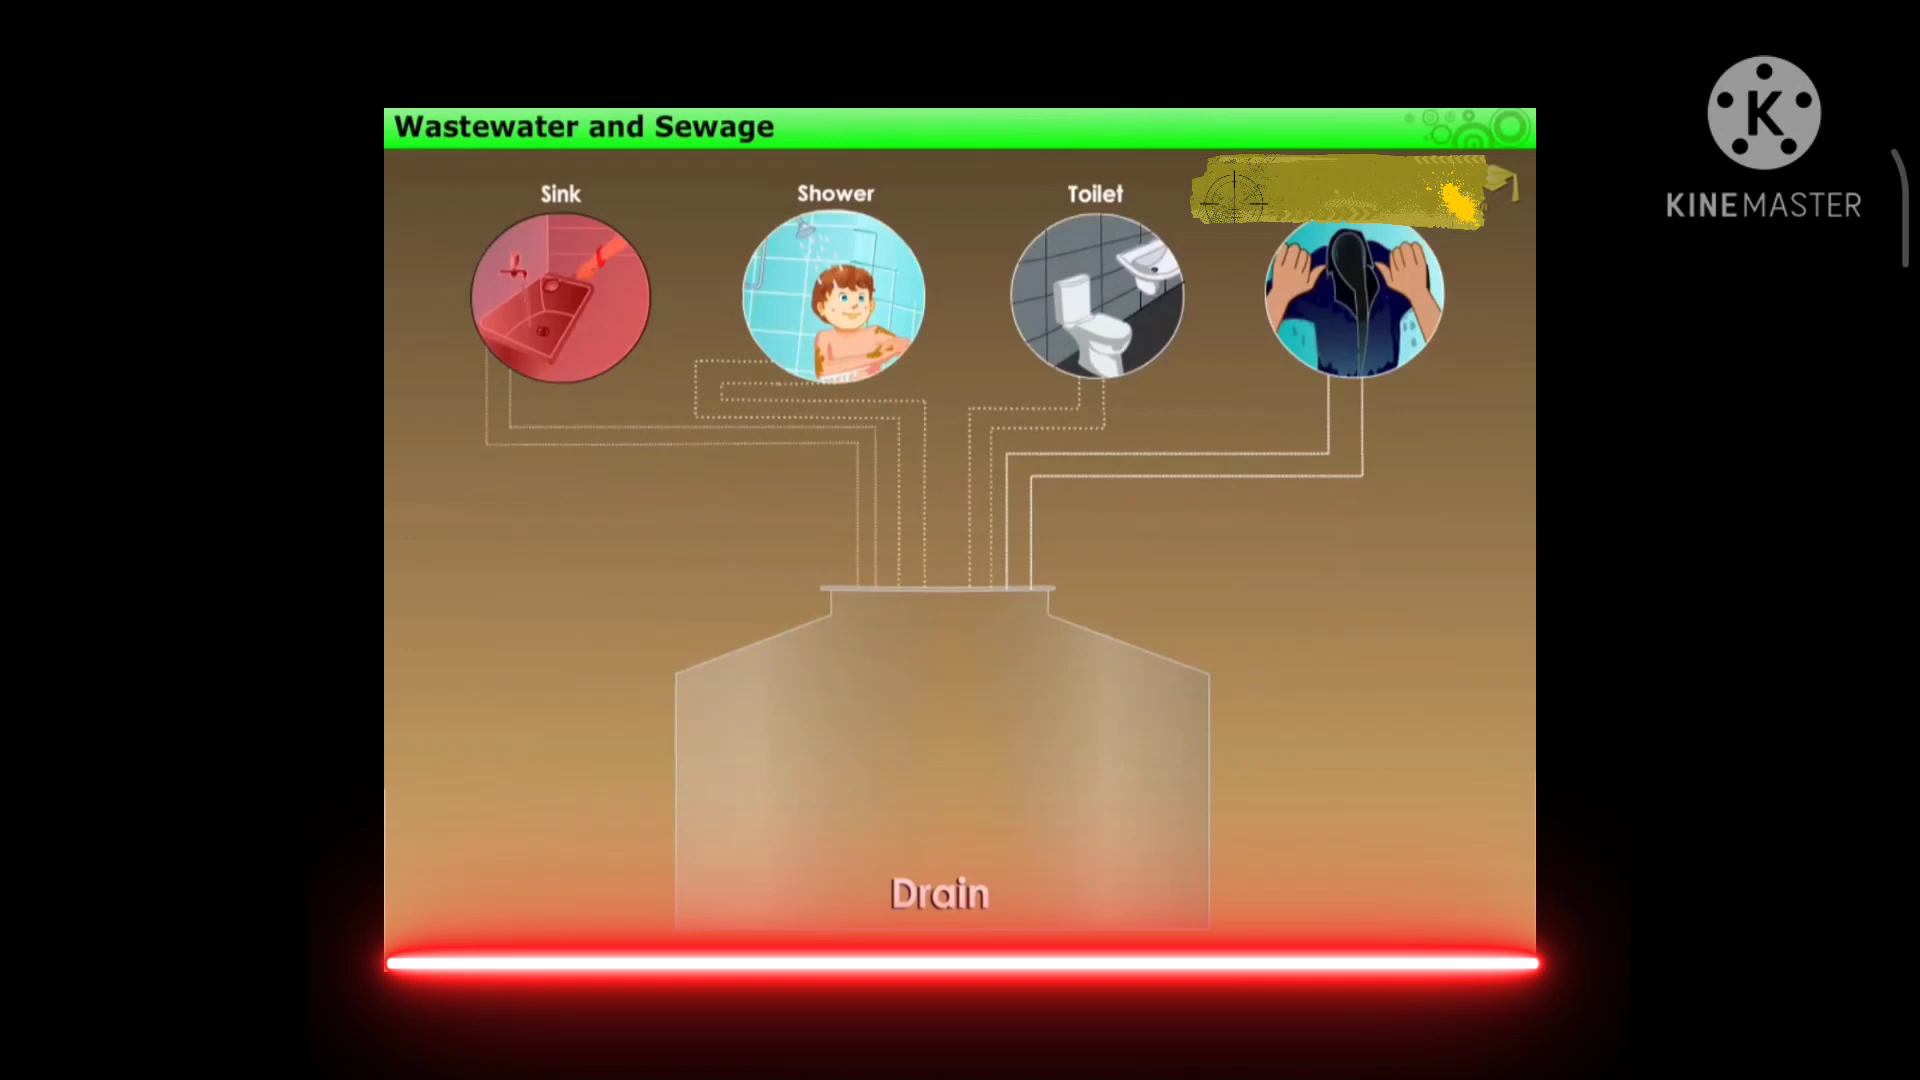 Wastewater and Sewage
Sink
Shower
Toilet
Drain
K
KINEMASTER